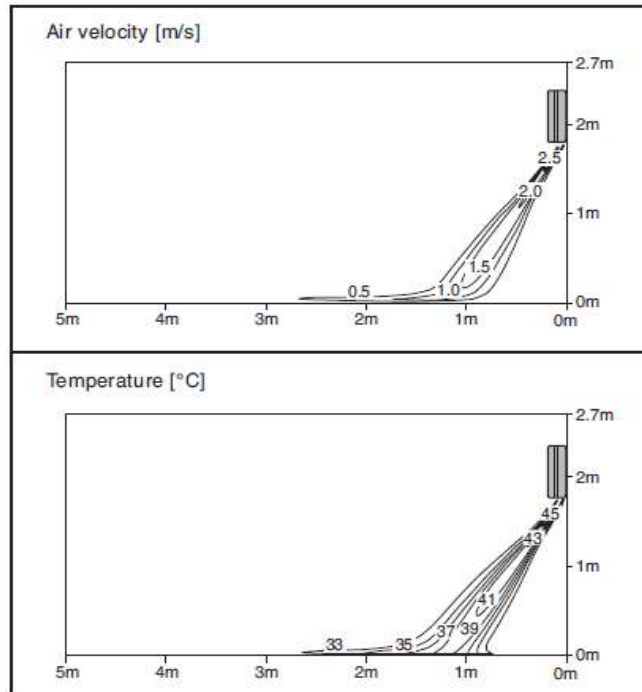 Air velocity [m/s]
2.7m
2m
2.5
2.0
1m
1.5
0.5
1.0
0m
5m 4m 3m 2m 1m 0m
Temperature [°C]
2.7m
2m
45
43
1m
41
37 39
33 35
0m
5m 4m 3m 2m 1m 0m